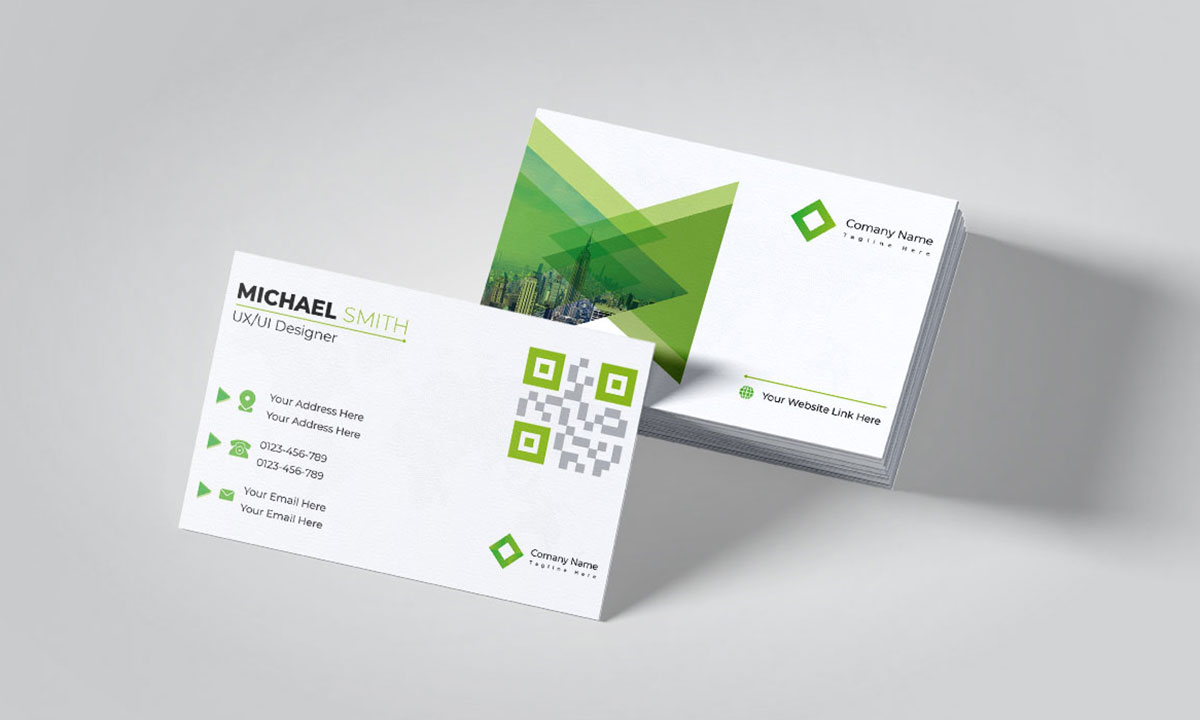 MICHAEL SMITH
UX/UI Designer
Your Address Here
Your Address Here
0123-456-789
0123-456-789
Your Email Here
Your Email Here
Comany Name
Tagline Here
Comany Name
Tagline Here
Your Website Link Here